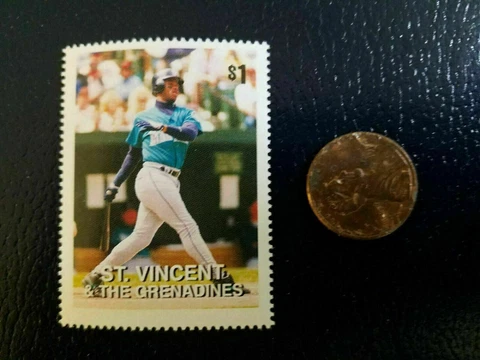 $1
ST. VINCENT
& THE GRENADINES